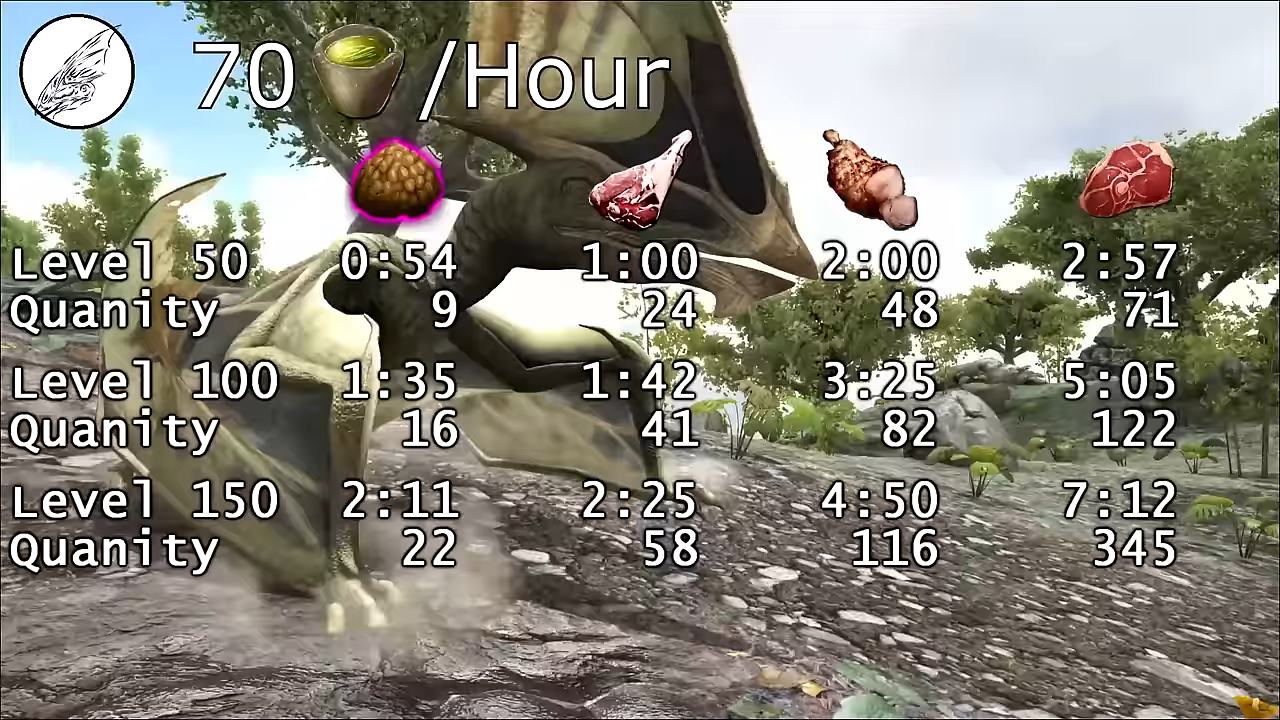 70 /Hour
Level 50 0:54 1:00 2:00 2:57
Quanity 9 24 48 71
Level 100 1:35 1:42 3:25 5:05
Quanity 16 41 82 122
Level 150 2:11 2:25 4:50 7:12
Quanity 22 58 116 345